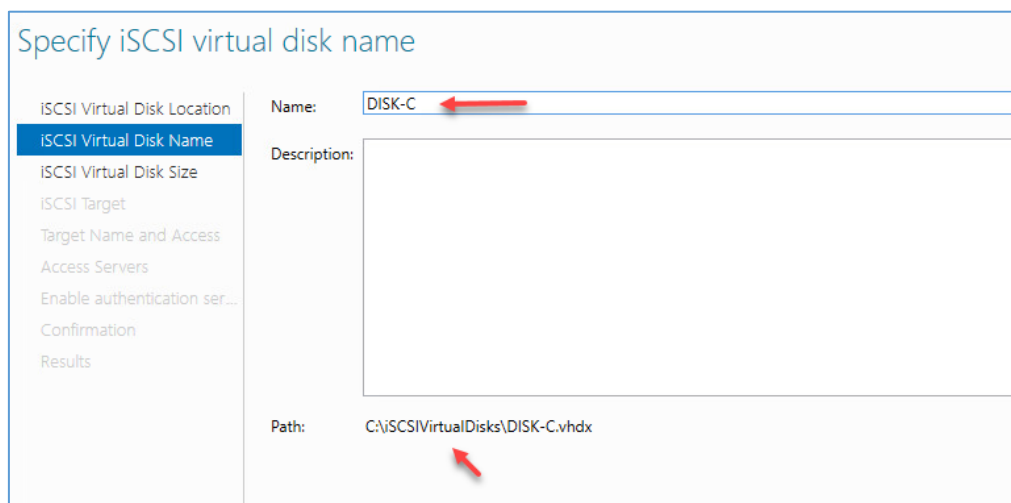 Specify iSCSI virtual disk name
iSCSI Virtual Disk Location
iSCSI Virtual Disk Name
iSCSI Virtual Disk Size
iSCSI Target
Target Name and Access
Access Servers
Enable authentication ser...
Confirmation
Results
Name:
DISK-C
Description:
Path:
C:\iSCSIVirtualDisks\DISK-C.vhdx